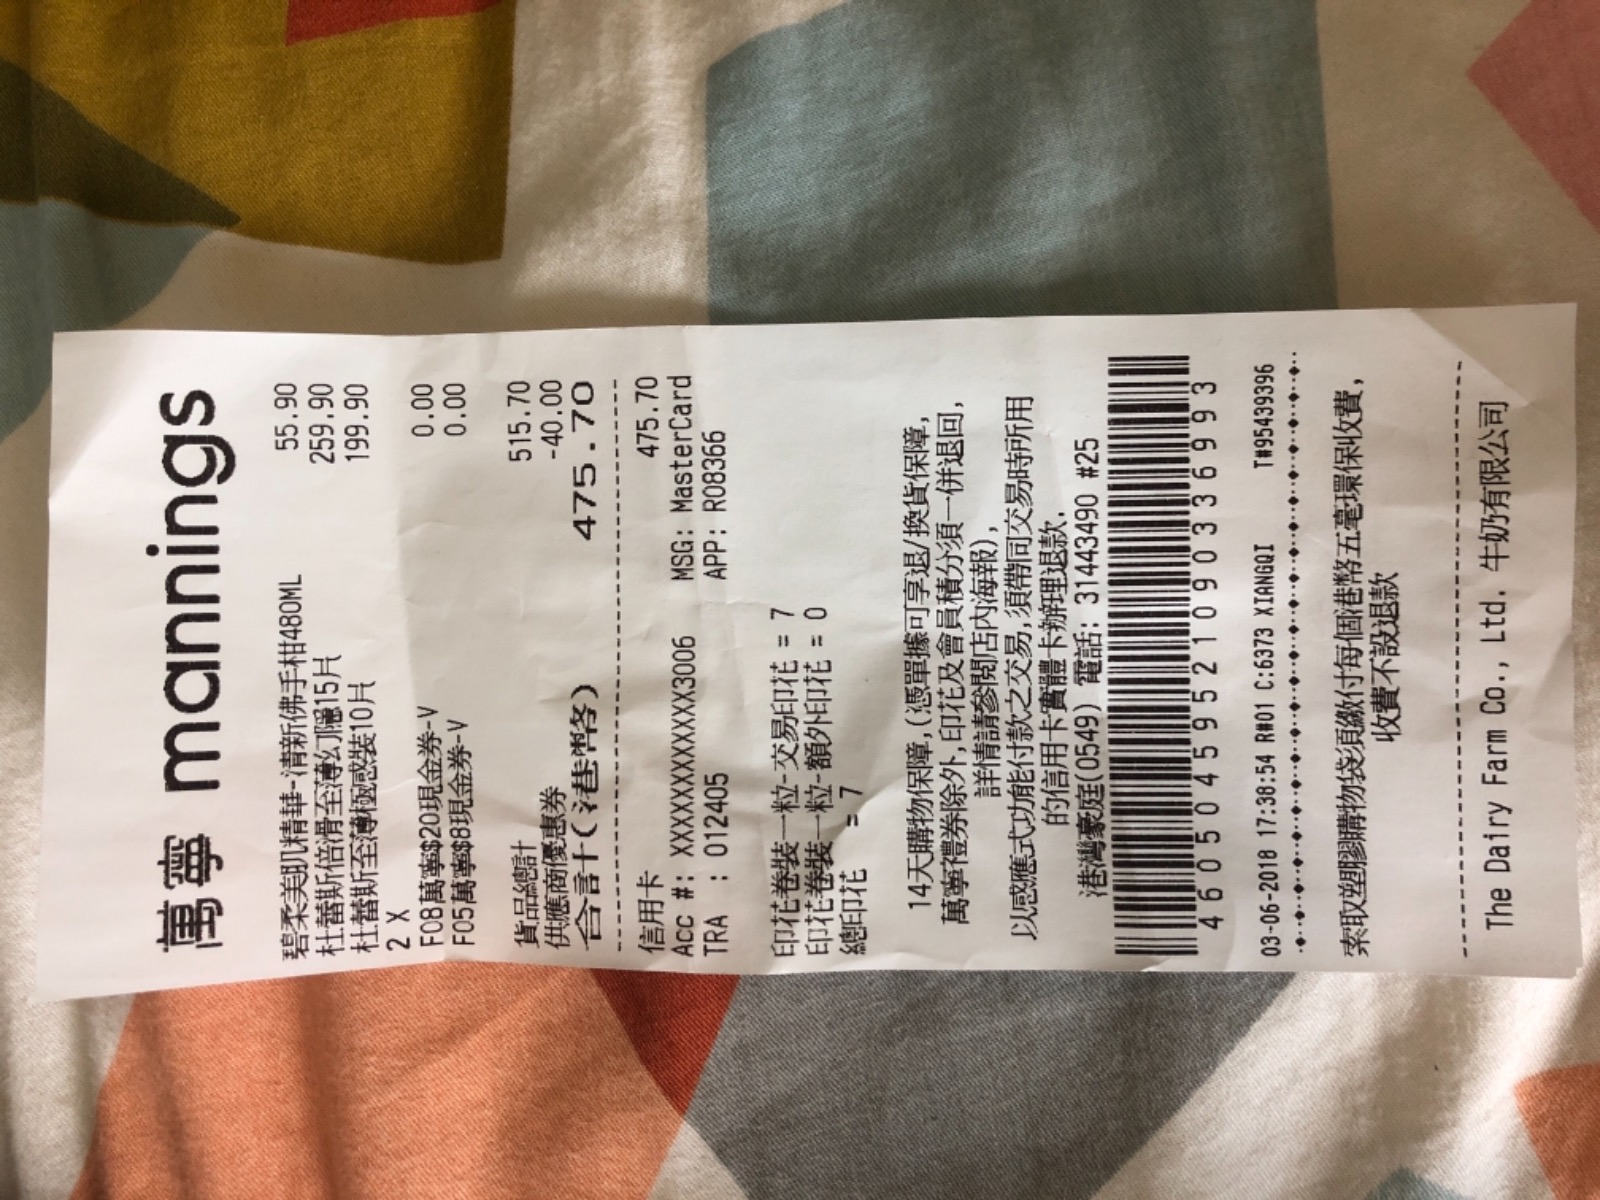 萬寧 mannings
碧柔美肌精華-清新佛手柑480ML 55.90
杜蕾斯倍滑至薄幻隱15片 259.90
杜蕾斯至薄極感裝10片 199.90
2 X
F08萬寧$20現金券-V 0.00
F05萬寧$8現金券-V 0.00
貨品總計 515.70
供應商優惠券 -40.00
合計(港幣) 475.70
信用卡 475.70
Acc #: XXXXXXXXXXXX3006 MSG: MasterCard
TRA : 012405 APP: R08366
印花卷裝一粒-交易印花 = 7
印花卷裝一粒-額外印花 = 0
總印花 = 7
14天購物保障,(憑單據可享退/換貨保障,
萬寧禮券除外,印花及會員積分須一併退回,
詳情請參閱店內海報),
以感應式功能付款之交易,須帶同交易時所用
的信用卡實體卡辦理退款.
港灣豪庭(0549) 電話: 31443490 #25
4605045952109033 6993
03-06-2018 17:38:54 R#01 C:6373 XIANGQI T#95439396
索取塑膠購物袋須繳付每個港幣五毫環保收費,
收費不設退款
The Dairy Farm Co., Ltd. 牛奶有限公司